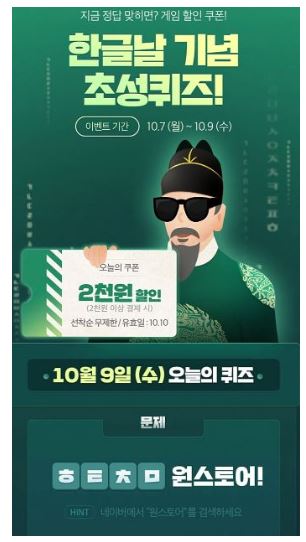 지금 정답 맞히면? 게임 할인 쿠폰!
한글날 기념
초성퀴즈!
이벤트 기간 10.7 (월) ~ 10.9 (수)
오늘의 쿠폰
2천원 할인
(2천원 이상 결제 시)
선착순 무제한 / 유효일 : 10.10
10월 9일 (수) 오늘의 퀴즈
문제
ㅎㅌㅊㅁ 원스토어!
HINT 네이버에서 "원스토어"를 검색하세요